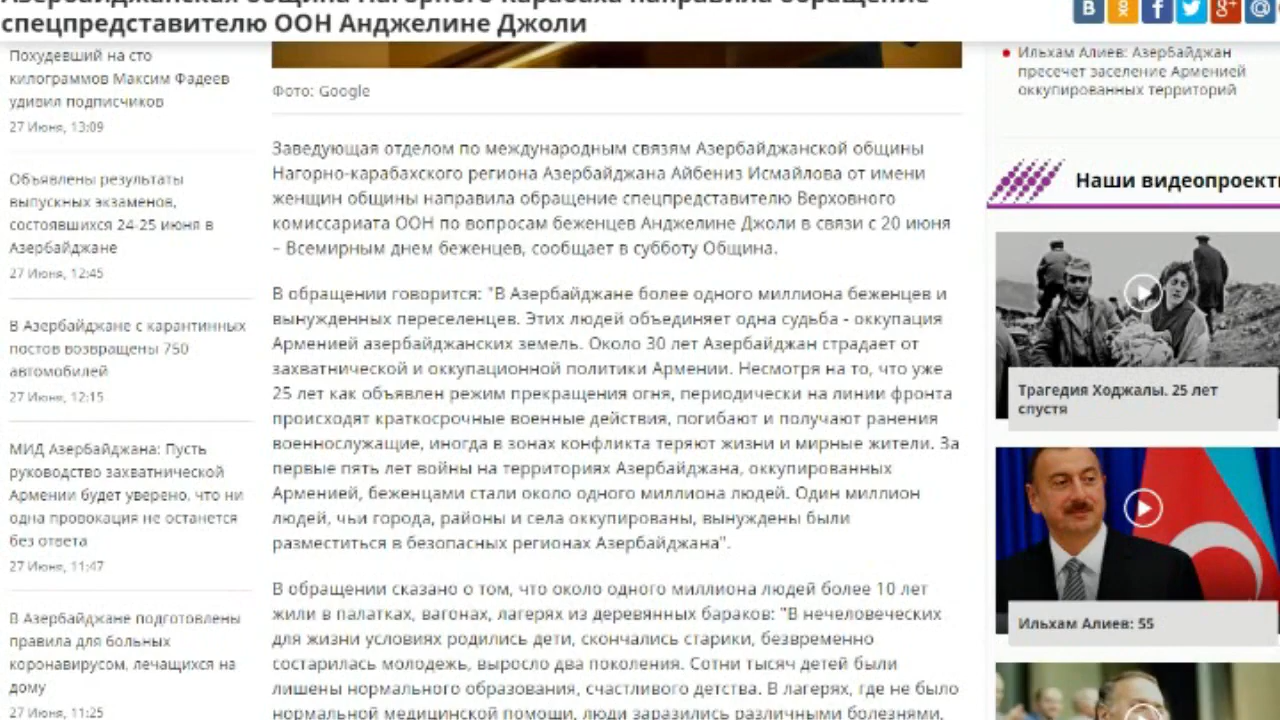 Азербайджанская община Нагорного Карабаха направила обращение
спецпредставителю ООН Анджелине Джоли
Похудевший на сто
килограммов Максим Фадеев
удивил подписчиков
27 Июня, 13:09
Объявлены результаты
выпускных экзаменов,
состоявшихся 24-25 июня в
Азербайджане
27 Июня, 12:45
В Азербайджане с карантинных
постов возвращены 750
автомобилей
27 Июня, 12:15
МИД Азербайджана: Пусть
руководство захватнической
Армении будет уверено, что ни
одна провокация не останется
без ответа
27 Июня, 11:47
В Азербайджане подготовлены
правила для больных
коронавирусом, лечащихся на
дому
27 Июня, 11:25
Фото: Google
Заведующая отделом по международным связям Азербайджанской общины
Нагорно-карабахского региона Азербайджана Айбениз Исмайлова от имени
женщин общины направила обращение спецпредставителю Верховного
комиссариата ООН по вопросам беженцев Анджелине Джоли в связи с 20 июня
– Всемирным днем беженцев, сообщает в субботу Община.
В обращении говорится: "В Азербайджане более одного миллиона беженцев и
вынужденных переселенцев. Этих людей объединяет одна судьба - оккупация
Арменией азербайджанских земель. Около 30 лет Азербайджан страдает от
захватнической и оккупационной политики Армении. Несмотря на то, что уже
25 лет как объявлен режим прекращения огня, периодически на линии фронта
происходят краткосрочные военные действия, погибают и получают ранения
военнослужащие, иногда в зонах конфликта теряют жизни и мирные жители. За
первые пять лет войны на территориях Азербайджана, оккупированных
Арменией, беженцами стали около одного миллиона людей. Один миллион
людей, чьи города, районы и села оккупированы, вынуждены были
разместиться в безопасных регионах Азербайджана".
В обращении сказано о том, что около одного миллиона людей более 10 лет
жили в палатках, вагонах, лагерях из деревянных бараков: "В нечеловеческих
для жизни условиях родились дети, скончались старики, безвременно
состарилась молодежь, выросло два поколения. Сотни тысяч детей были
лишены нормального образования, счастливого детства. В лагерях, где не было
нормальной медицинской помощи, люди заразились различными болезнями,
Ильхам Алиев: Азербайджан
пресечет заселение Арменией
оккупированных территорий
Наши видеопроекты
Трагедия Ходжалы. 25 лет
спустя
Ильхам Алиев: 55